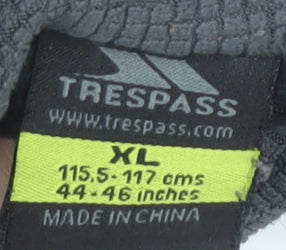 TRESPASS
www.trespass.com
XL
115.5-117 cms
44-46 inches
MADE IN CHINA